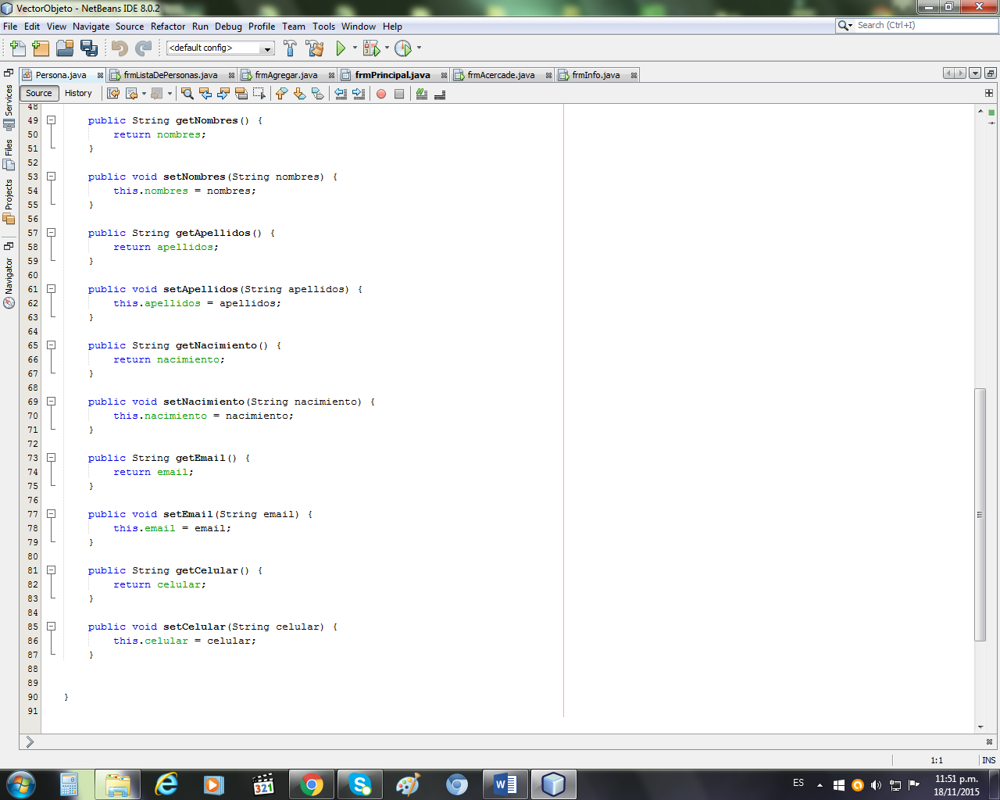 VectorObjeto - NetBeans IDE 8.0.2
File Edit View Navigate Source Refactor Run Debug Profile Team Tools Window Help
Search (Ctrl+I)
<default config>
Persona.java frmListaDePersonas.java frmAgregar.java frmPrincipal.java frmAcercade.java frmInfo.java
Source History
Services
Files
Projects
Navigator
48
49 public String getNombres() {
50 return nombres;
51 }
52
53 public void setNombres(String nombres) {
54 this.nombres = nombres;
55 }
56
57 public String getApellidos() {
58 return apellidos;
59 }
60
61 public void setApellidos(String apellidos) {
62 this.apellidos = apellidos;
63 }
64
65 public String getNacimiento() {
66 return nacimiento;
67 }
68
69 public void setNacimiento(String nacimiento) {
70 this.nacimiento = nacimiento;
71 }
72
73 public String getEmail() {
74 return email;
75 }
76
77 public void setEmail(String email) {
78 this.email = email;
79 }
80
81 public String getCelular() {
82 return celular;
83 }
84
85 public void setCelular(String celular) {
86 this.celular = celular;
87 }
88
89
90 }
91
1:1 INS
321
ES
11:51 p.m.
18/11/2015